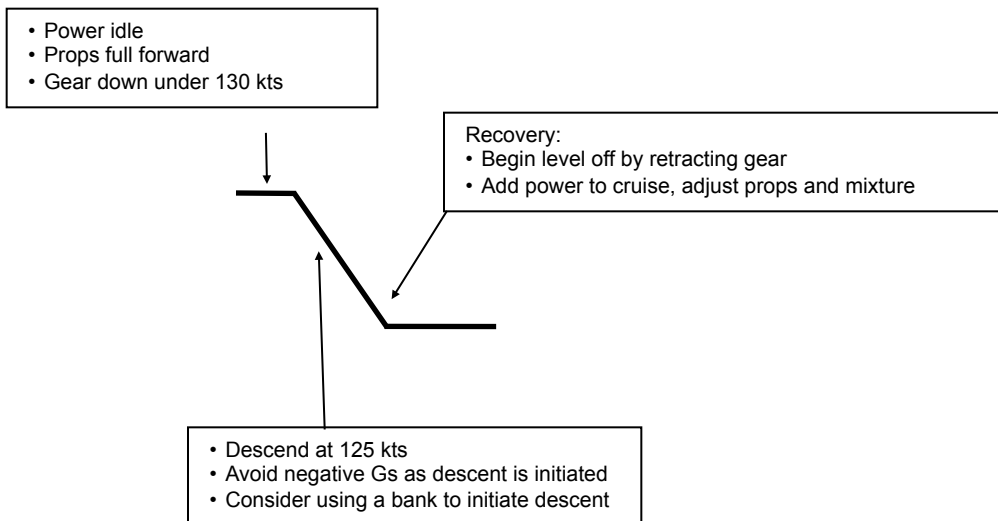 • Power idle
• Props full forward
• Gear down under 130 kts
Recovery:
• Begin level off by retracting gear
• Add power to cruise, adjust props and mixture
• Descend at 125 kts
• Avoid negative Gs as descent is initiated
• Consider using a bank to initiate descent